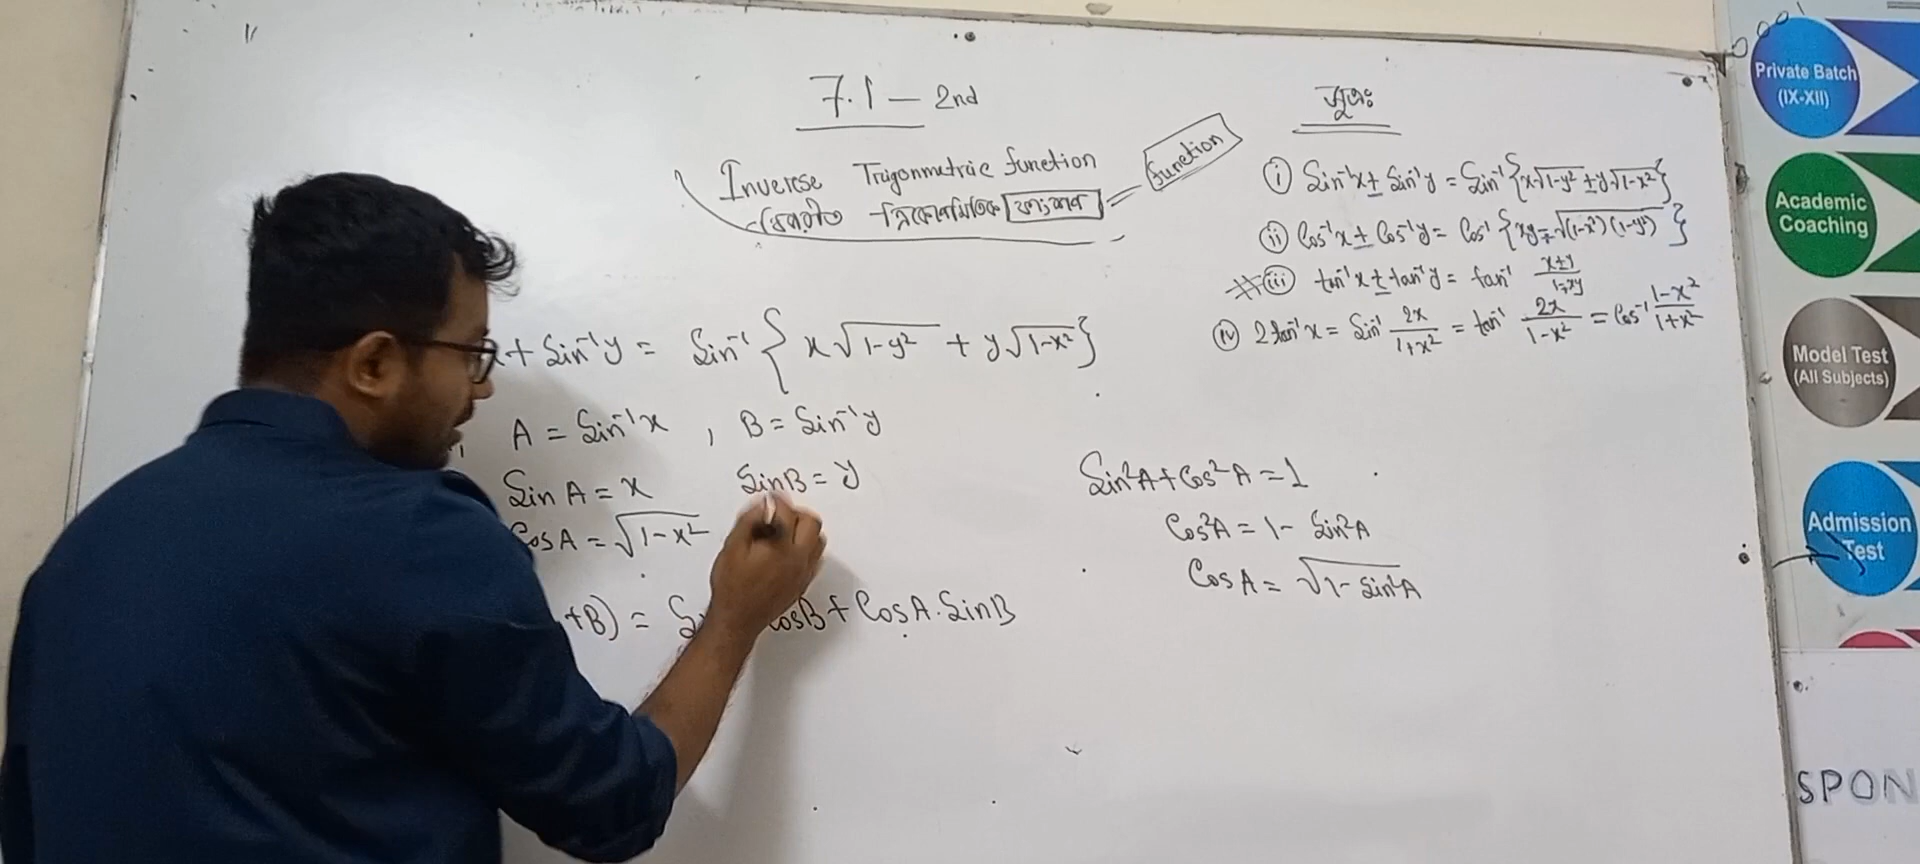 7.1 — 2nd
Inverse Trigonmetric function
বিপরীত ত্রিকোণমিতিক ফাংশন
function
x + Sin⁻¹y = Sin⁻¹ { x√(1-y²) + y√(1-x²) }
A = Sin⁻¹x , B = Sin⁻¹y
Sin A = x SinB = y
CosA = √(1-x²)
+B) = CosB + CosA.SinB
Sin²A + Cos²A = 1
Cos²A = 1 - Sin²A
Cos A = √(1-Sin²A)
সূত্রঃ
(i) Sin⁻¹x ± Sin⁻¹y = Sin⁻¹ {x√(1-y²) ± y√(1-x²)}
(ii) Cos⁻¹x ± Cos⁻¹y = Cos⁻¹ {xy ∓ √((1-x²)(1-y²)) }
(iii) tan⁻¹x ± tan⁻¹y = tan⁻¹ (x±y)/(1∓xy)
(iv) 2tan⁻¹x = Sin⁻¹ 2x/(1+x²) = tan⁻¹ 2x/(1-x²) = Cos⁻¹ (1-x²)/(1+x²)
Private Batch
(IX-XII)
Academic
Coaching
Model Test
(All Subjects)
Admission
Test
SPON